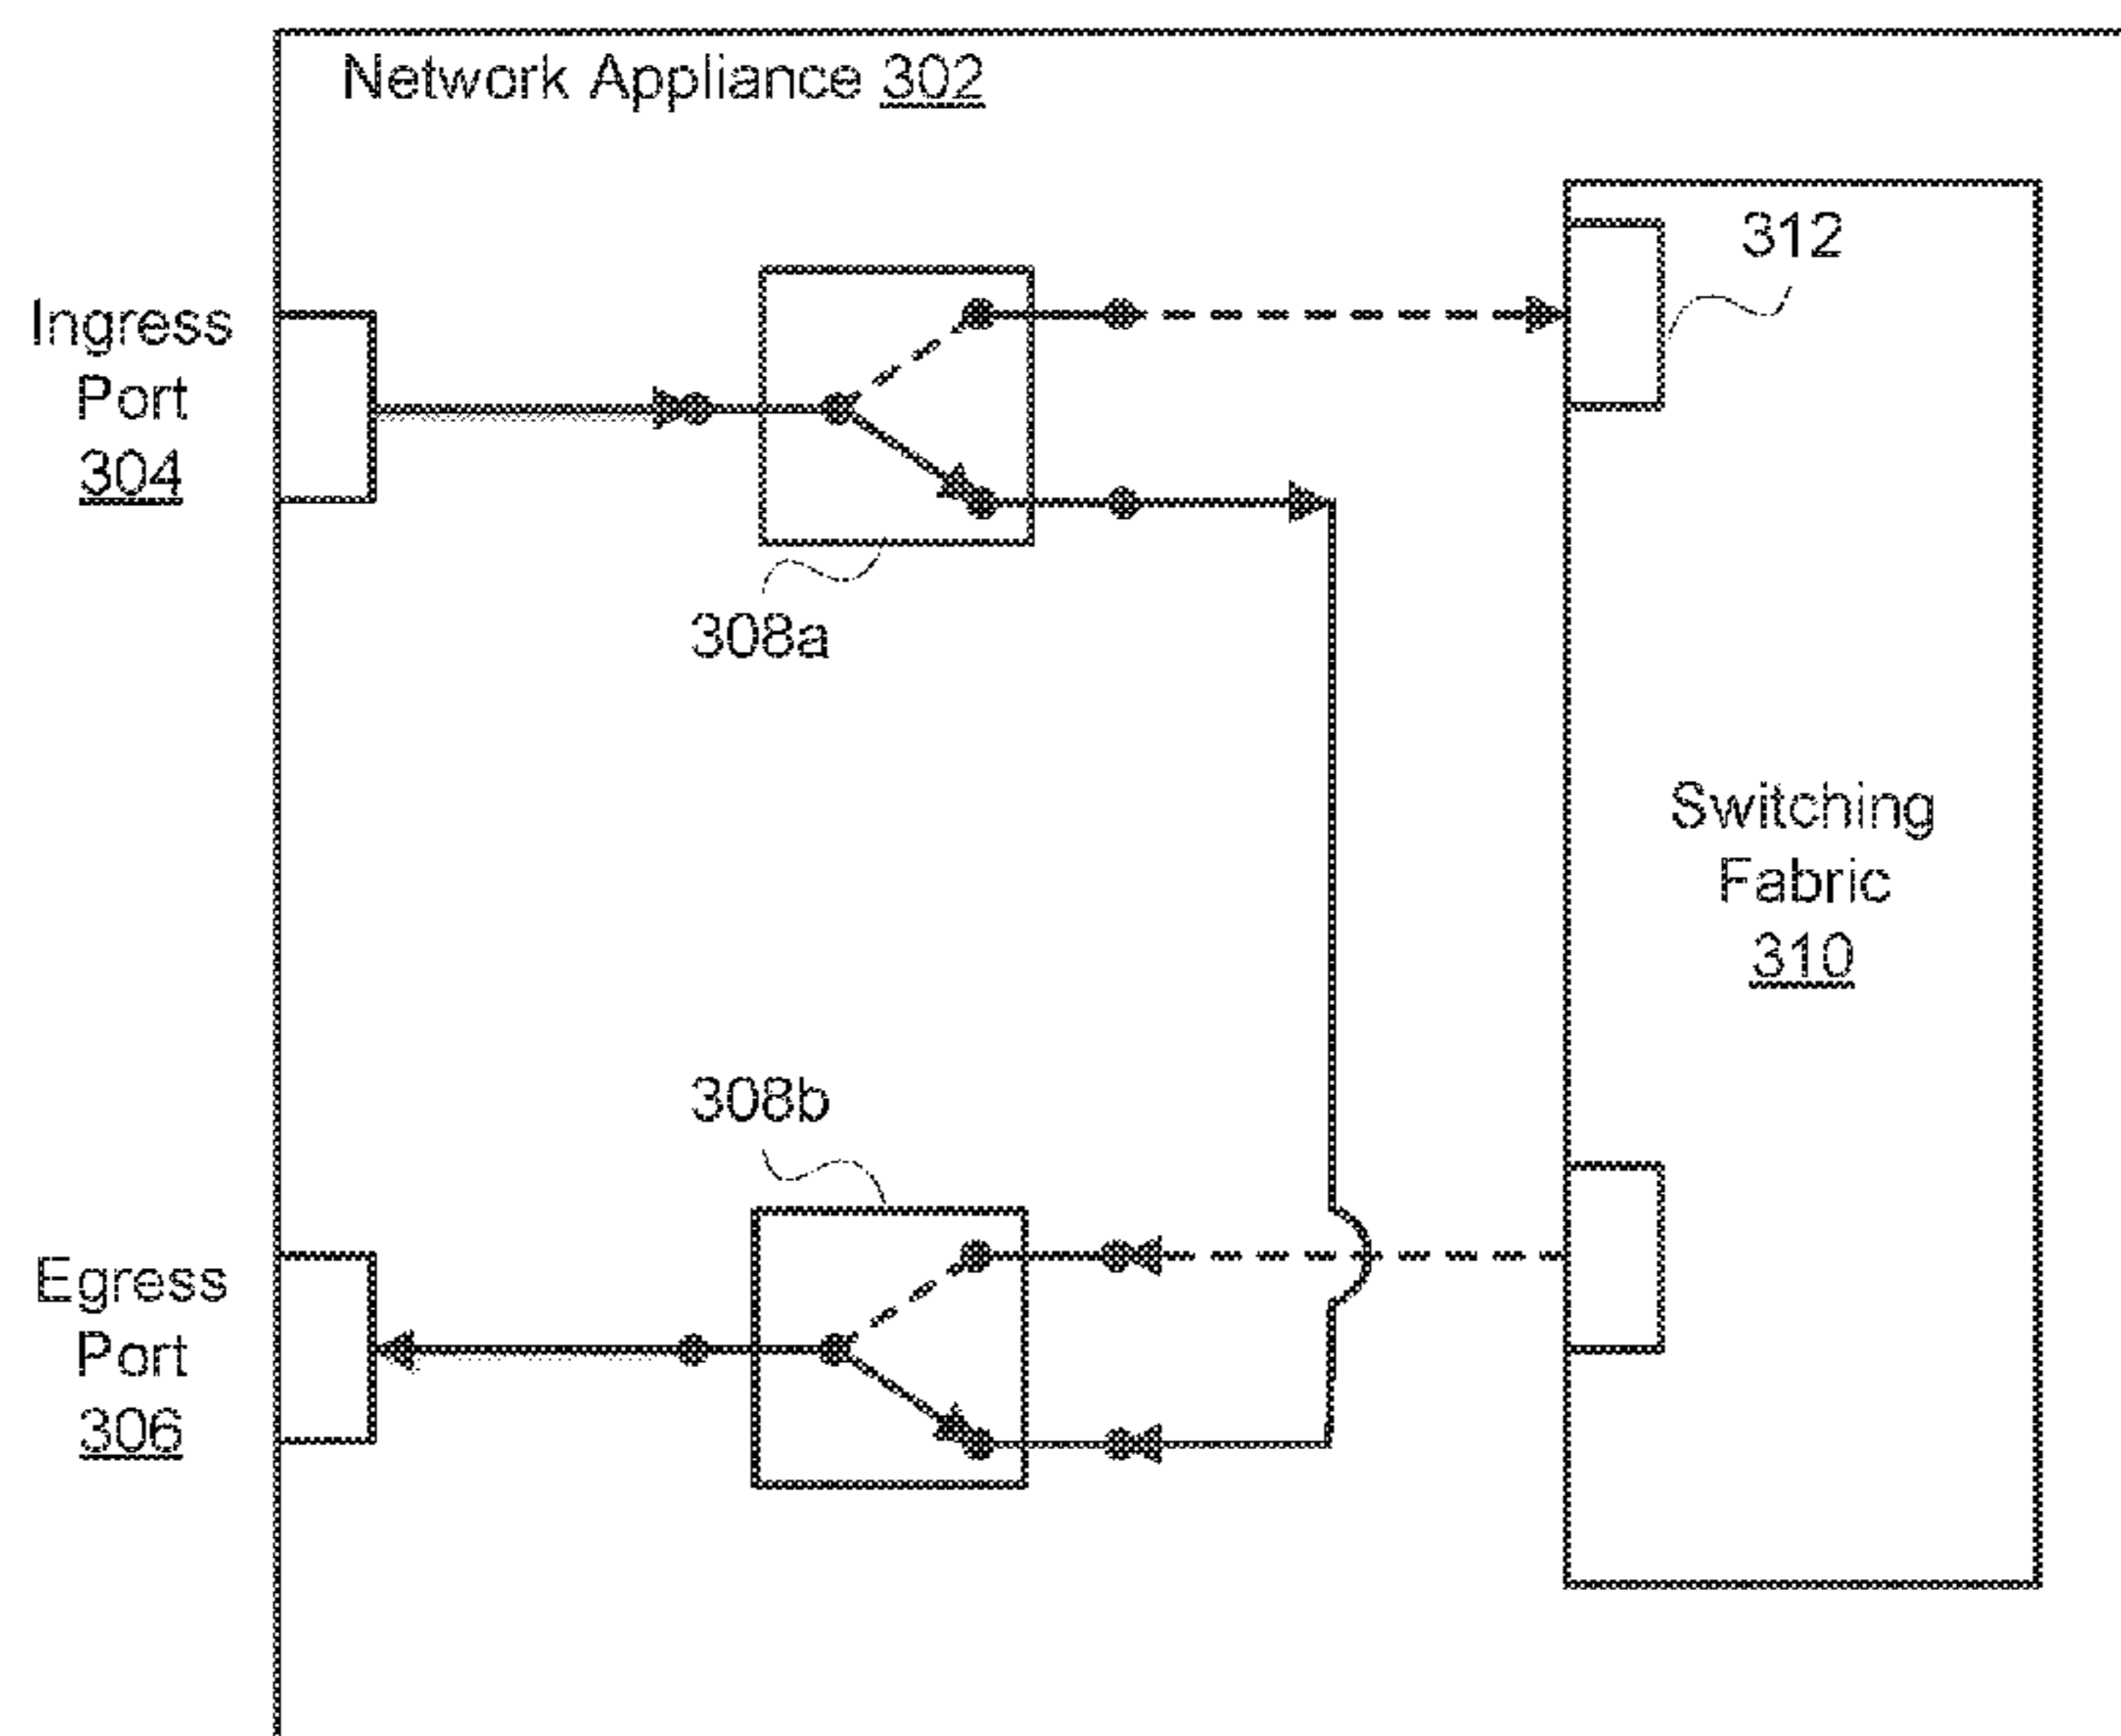 Network Appliance 302
312
Ingress
Port
304
308a
Switching
Fabric
310
308b
Egress
Port
306